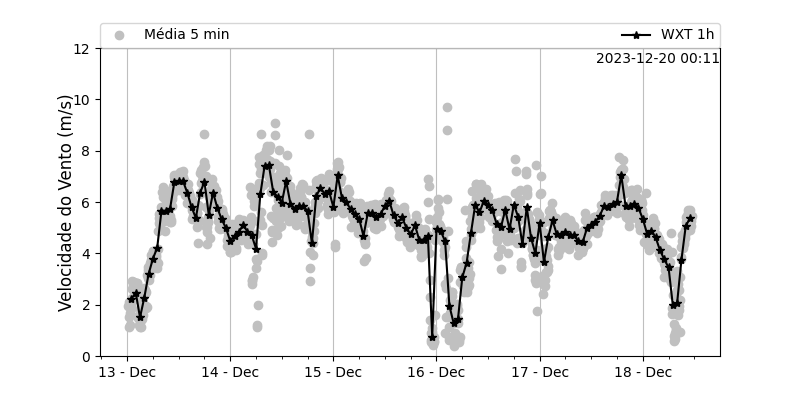 Média 5 min
WXT 1h
2023-12-20 00:11
Velocidade do Vento (m/s)
12
10
8
6
4
2
0
13 - Dec
14 - Dec
15 - Dec
16 - Dec
17 - Dec
18 - Dec